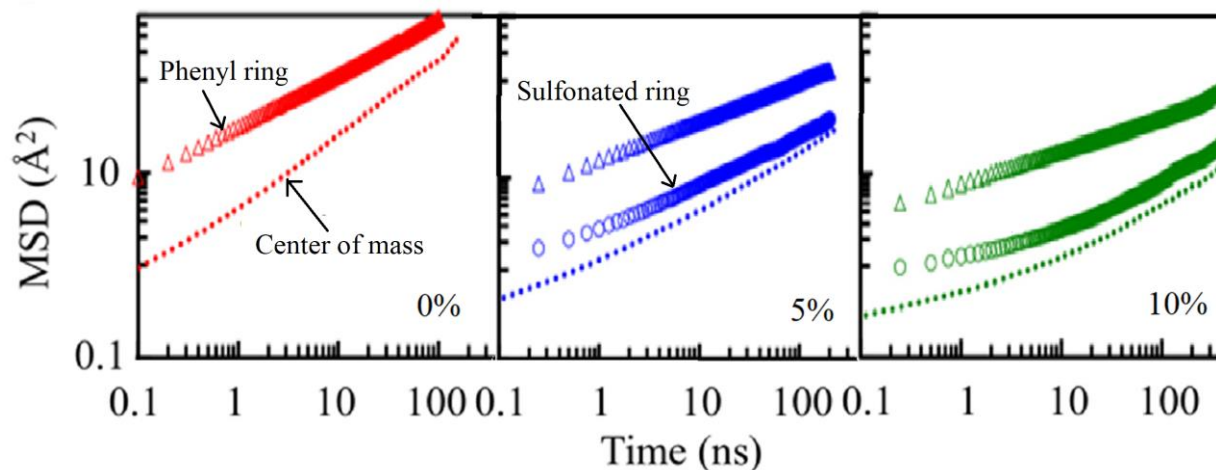 Phenyl ring
Sulfonated ring
Center of mass
10
0.1
MSD (Å²)
0%
5%
10%
0.1 1 10 100 0.1 1 10 100 0.1 1 10 100
Time (ns)